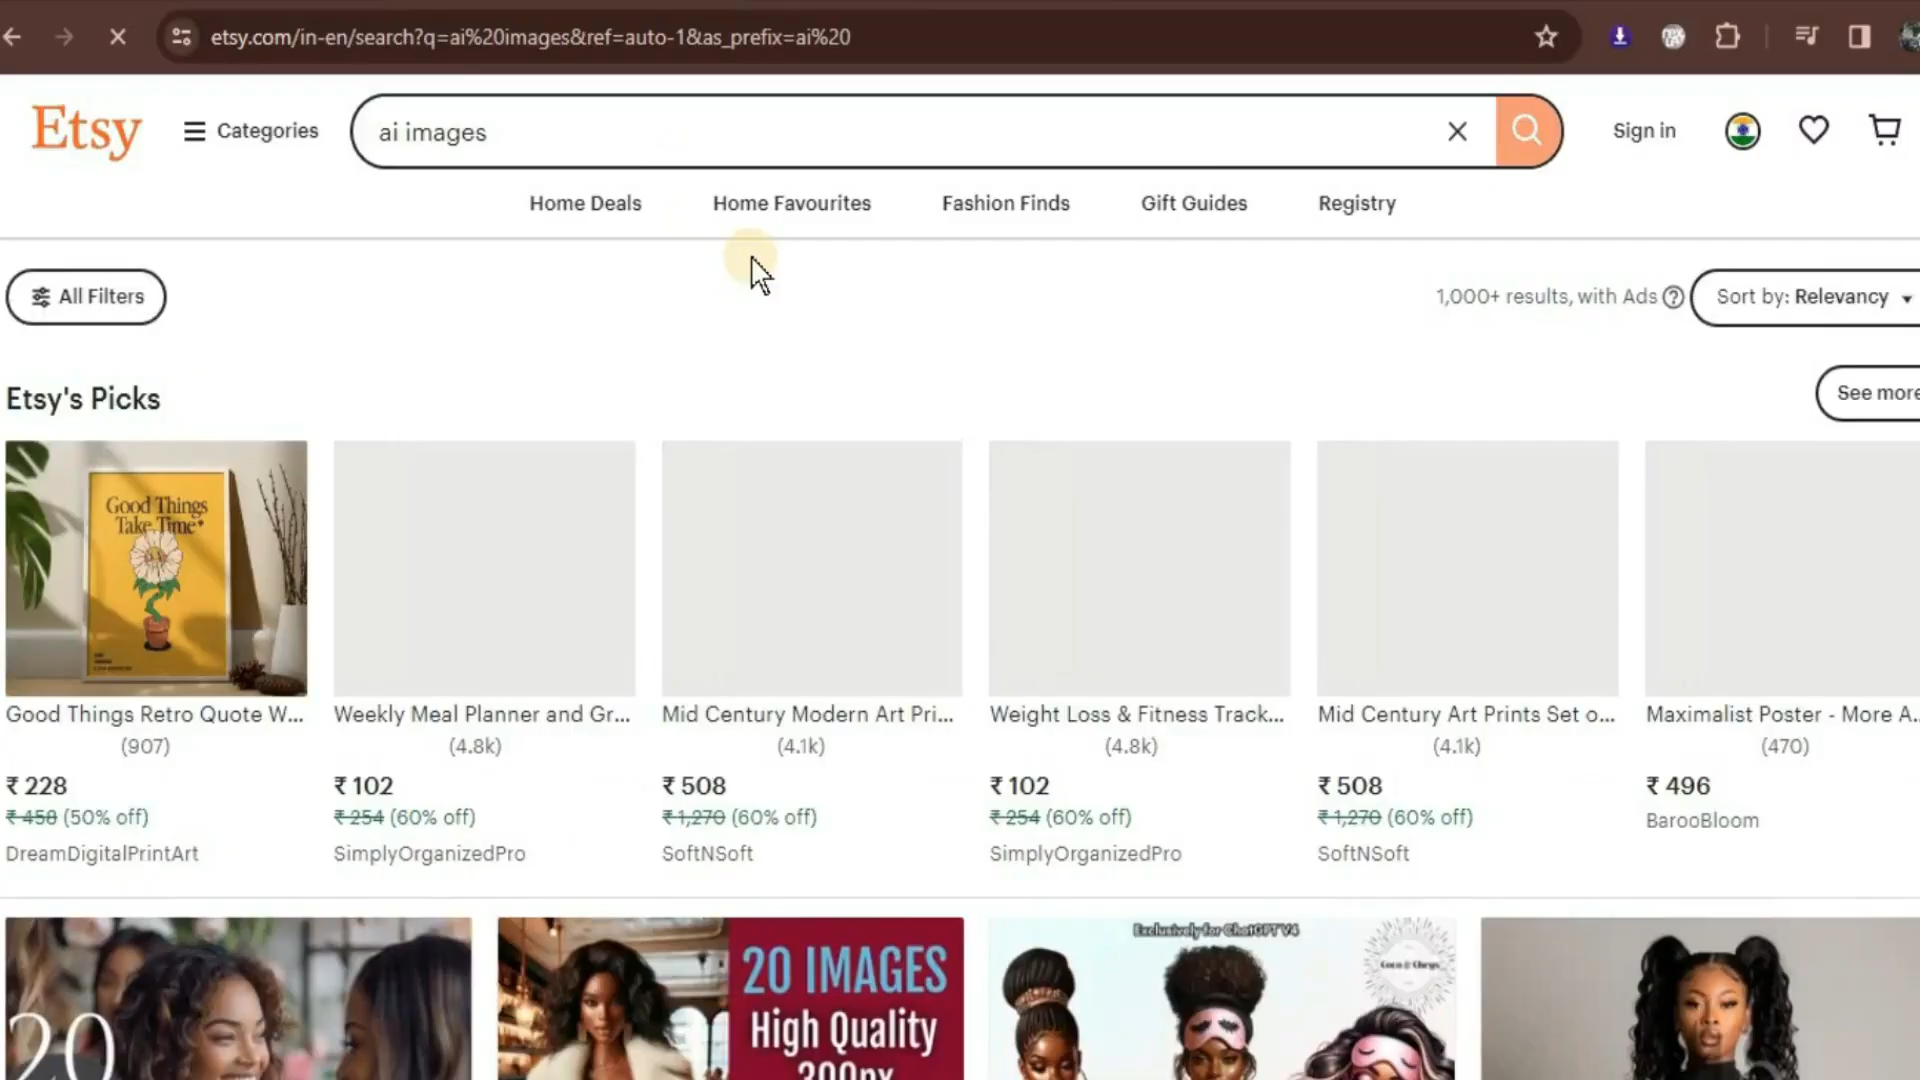 etsy.com/in-en/search?q=ai%20images&ref=auto-1&as_prefix=ai%20
Etsy
Categories
ai images
Sign in
Home Deals
Home Favourites
Fashion Finds
Gift Guides
Registry
All Filters
1,000+ results, with Ads
Sort by: Relevancy
Etsy's Picks
See more
Good Things
Take Time*
Good Things Retro Quote W...
(907)
₹ 228
₹ 458 (50% off)
DreamDigitalPrintArt
Weekly Meal Planner and Gr...
(4.8k)
₹ 102
₹ 254 (60% off)
SimplyOrganizedPro
Mid Century Modern Art Pri...
(4.1k)
₹ 508
₹ 1,270 (60% off)
SoftNSoft
Weight Loss & Fitness Track...
(4.8k)
₹ 102
₹ 254 (60% off)
SimplyOrganizedPro
Mid Century Art Prints Set o...
(4.1k)
₹ 508
₹ 1,270 (60% off)
SoftNSoft
Maximalist Poster - More A...
(470)
₹ 496
BarooBloom
20
20 IMAGES
High Quality
300px
Exclusively for ChatGPT V4